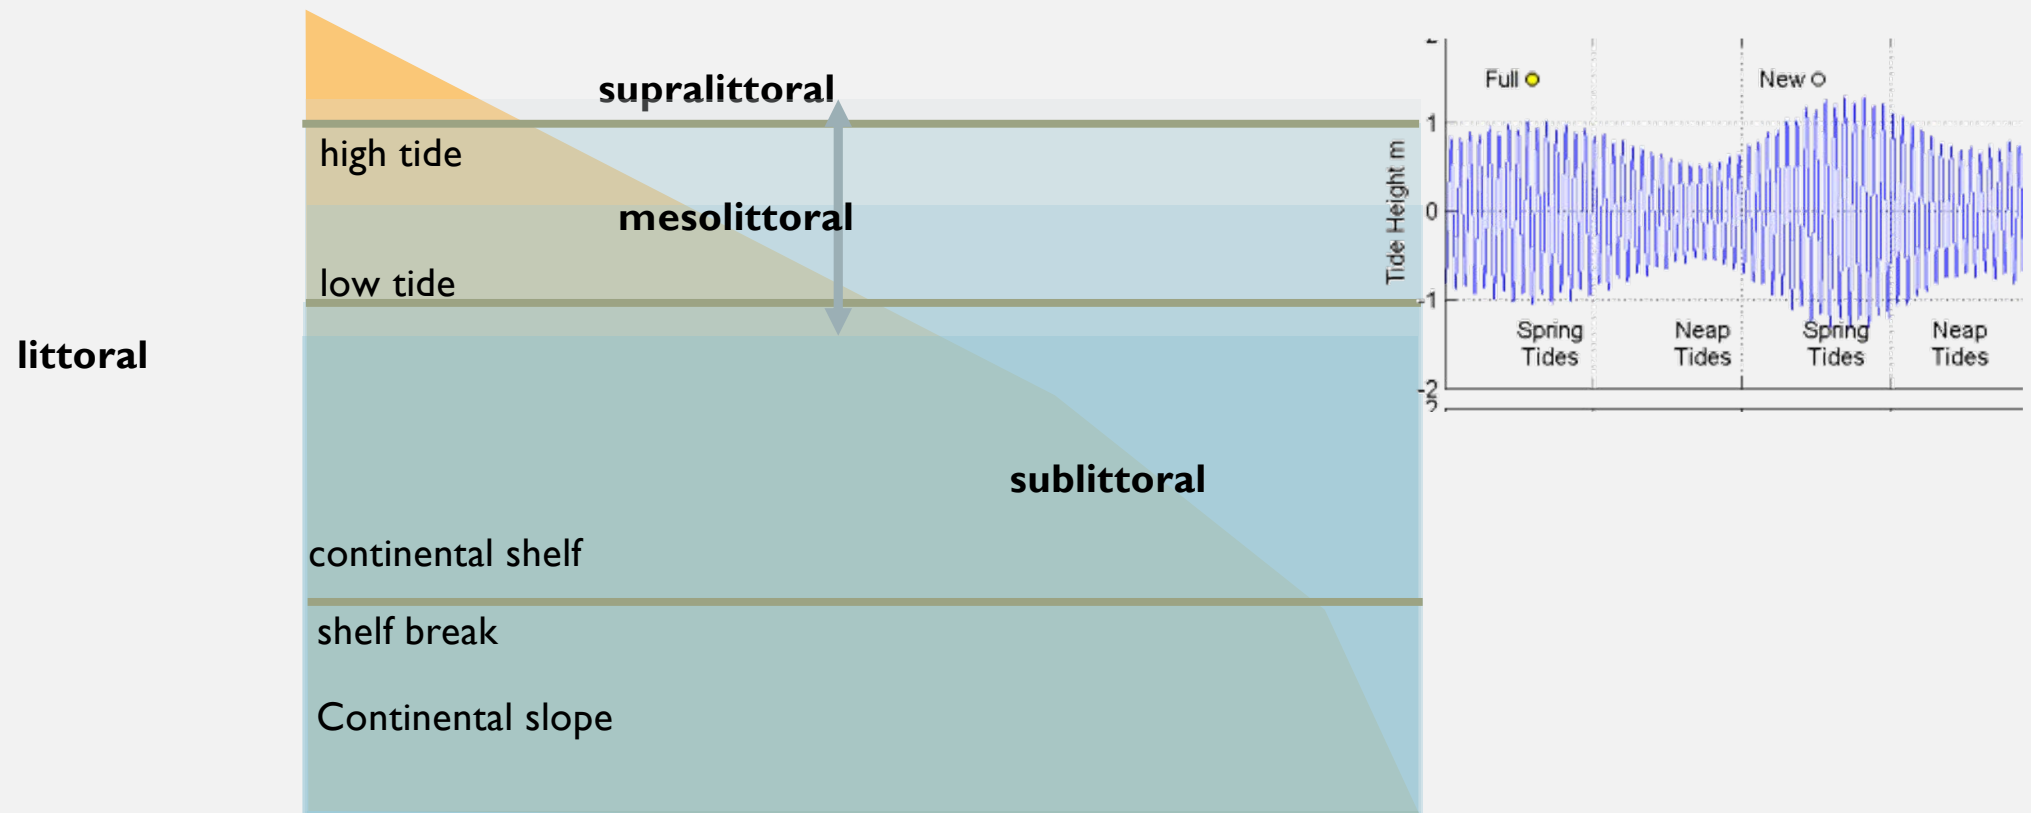 supralittoral
high tide
mesolittoral
low tide
littoral
sublittoral
continental shelf
shelf break
Continental slope
Full
New
Tide Height m
1
0
-1
-2
Spring
Tides
Neap
Tides
Spring
Tides
Neap
Tides